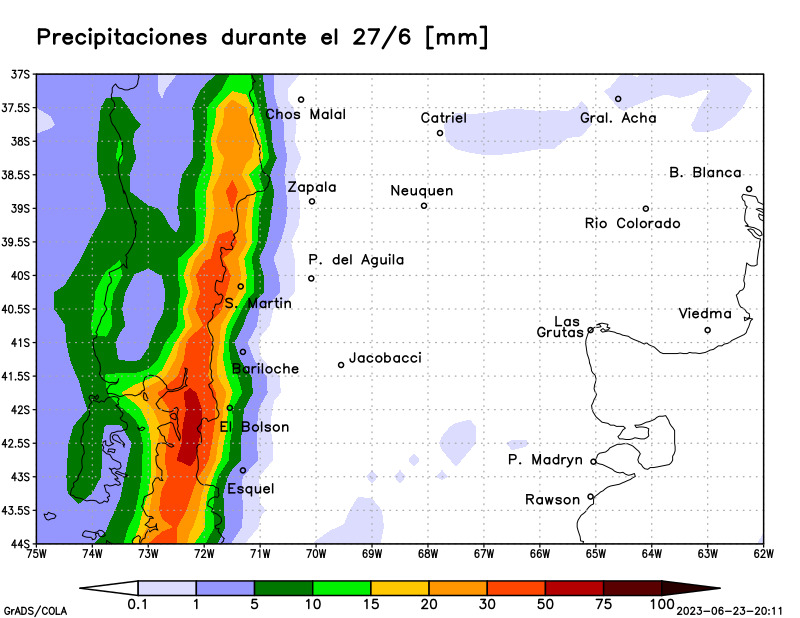 Precipitaciones durante el 27/6 [mm]
37S
37.5S
38S
38.5S
39S
39.5S
40S
40.5S
41S
41.5S
42S
42.5S
43S
43.5S
44S
Chos Malal
Catriel
Gral. Acha
B. Blanca
Zapala
Neuquen
Rio Colorado
P. del Aguila
S. Martin
Viedma
Las
Grutas
Bariloche
Jacobacci
El Bolson
P. Madryn
Esquel
Rawson
75W 74W 73W 72W 71W 70W 69W 68W 67W 66W 65W 64W 63W 62W
0.1 1 5 10 15 20 30 50 75 100
GrADS/COLA
2023-06-23-20:11